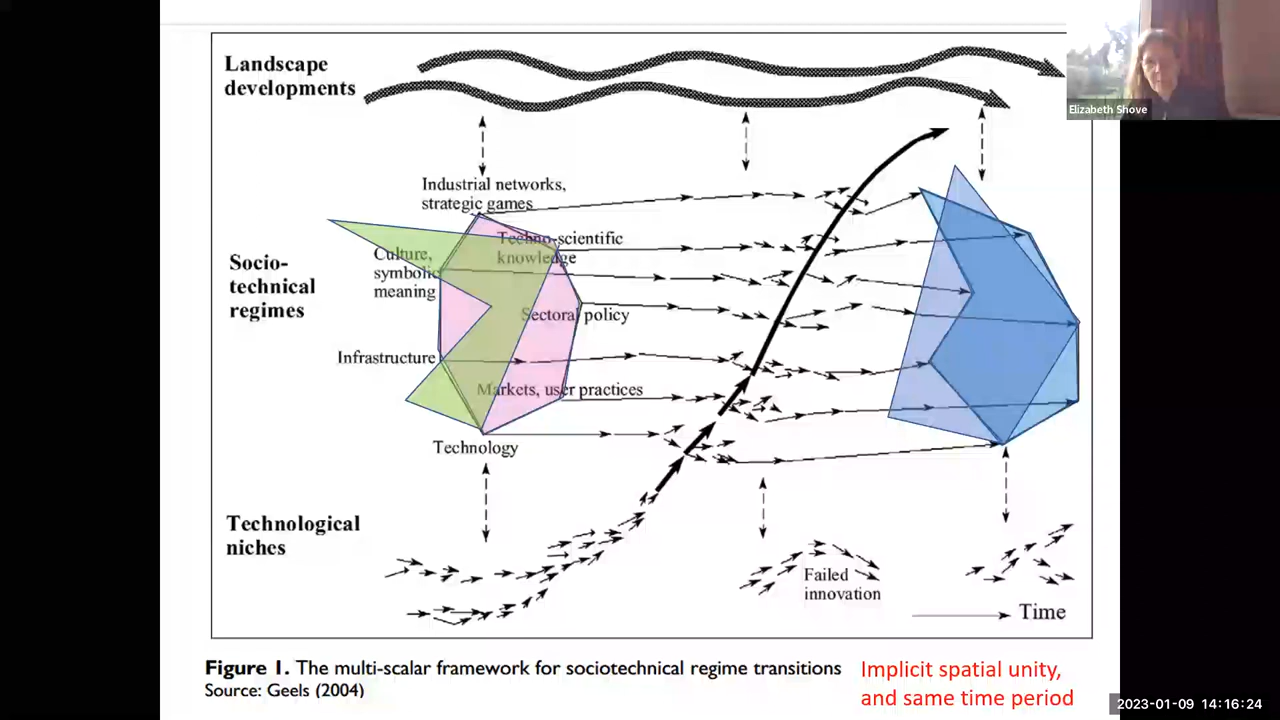 Landscape
developments
Elizabeth Shove
Industrial networks,
strategic games
Techno-scientific
knowledge
Culture,
symbolic
meaning
Socio-
technical
regimes
Sectoral policy
Infrastructure
Markets, user practices
Technology
Technological
niches
Failed
innovation
Time
Figure 1. The multi-scalar framework for sociotechnical regime transitions
Source: Geels (2004)
Implicit spatial unity,
and same time period
2023-01-09 14:16:24